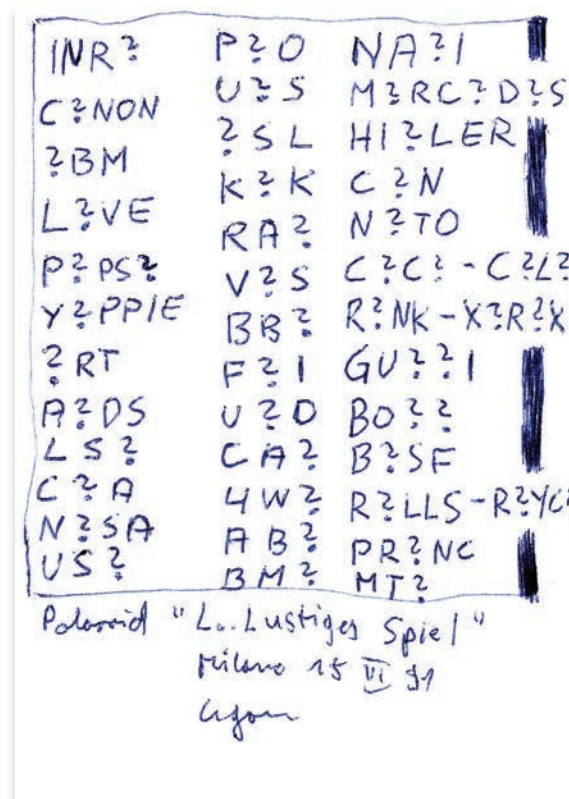 INR?
C?NON
?BM
L?VE
P?PS?
Y?PPIE
?RT
A?DS
LS?
C?A
N?SA
US?
P?O
U?S
?SL
K?K
RA?
V?S
BB?
F?I
U?O
CA?
4W?
AB?
BM?
NA?I
M?RC?D?S
HI?LER
C?N
N?TO
C?C? - C?L?
R?NK-X?R?X
GU??I
BO??
B?SF
R?LLS-R?YC?
PR?NC
MT?
Polaroid "L..Lustiges Spiel"
Milano 15 VI 91